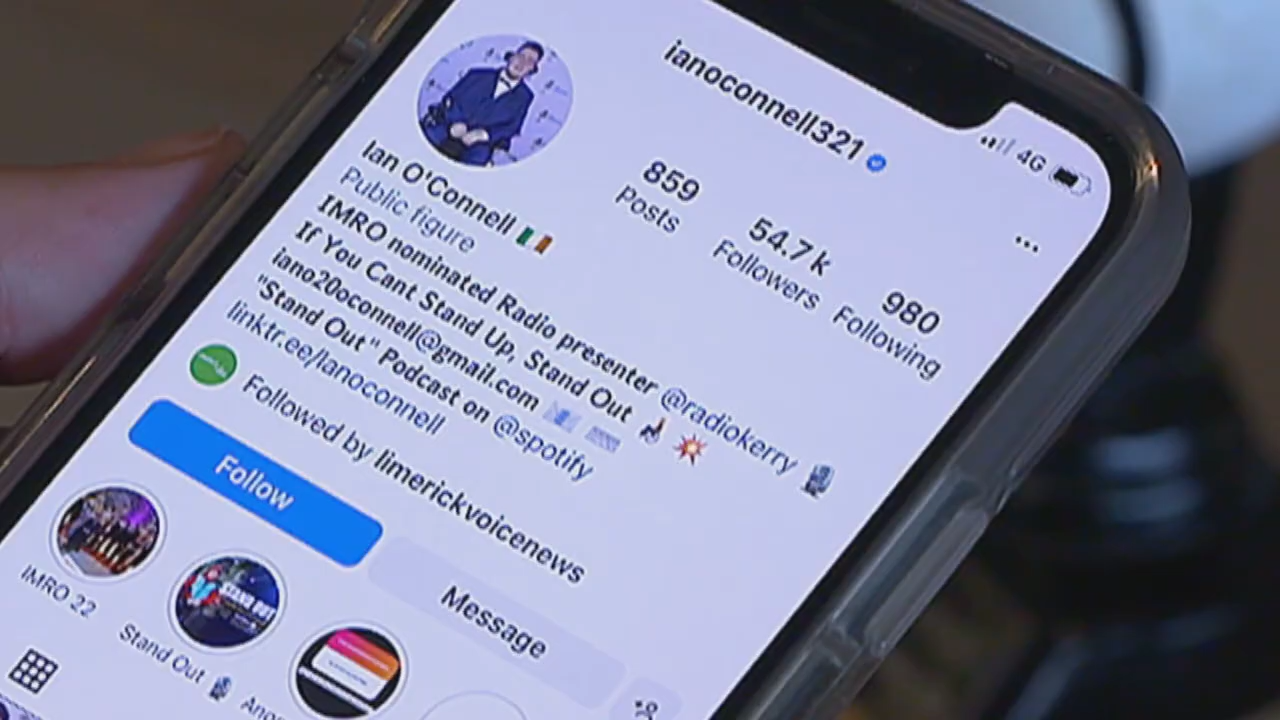 ianoconnell321
4G
859
Posts
54.7k
Followers
980
Following
Ian O'Connell
Public figure
IMRO nominated Radio presenter @radiokerry
If You Cant Stand Up, Stand Out
iano20oconnell@gmail.com
"Stand Out" Podcast on @spotify
linktr.ee/Ianoconnell
Followed by limerickvoicenews
Follow
Message
IMRO 22
STAND OUT
Stand Out